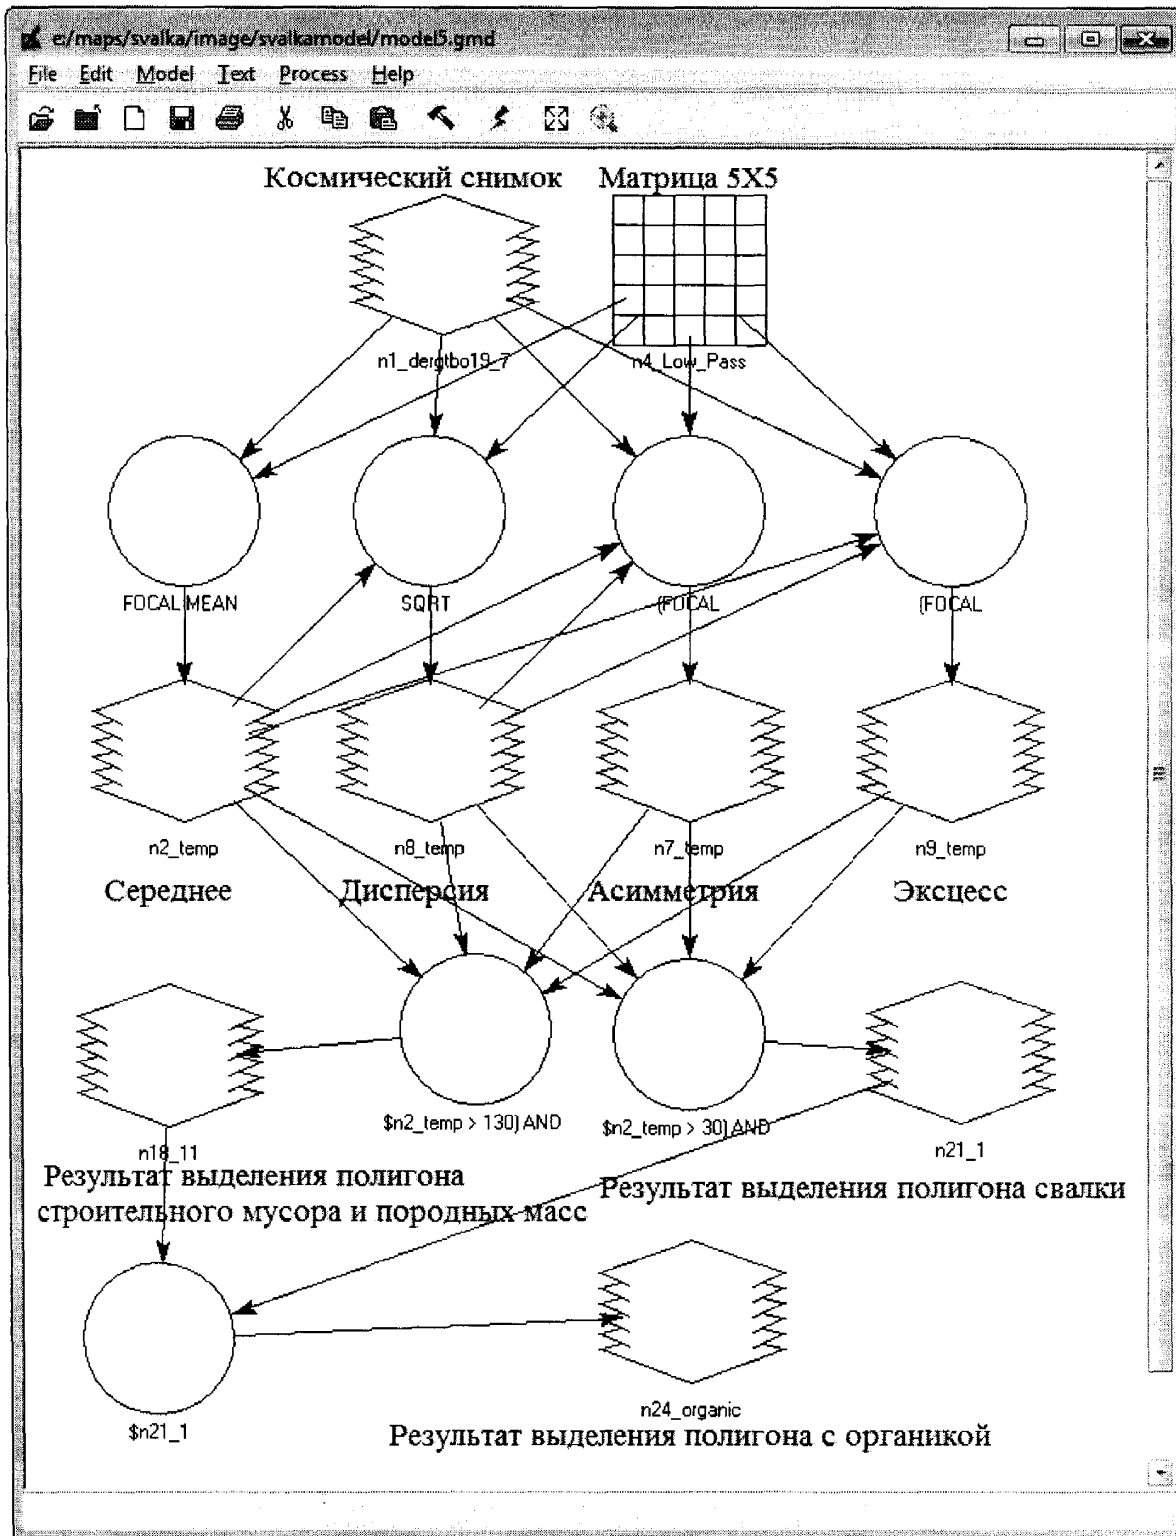 e:/maps/svalka/image/svalkamodel/model5.gmd
File Edit Model Text Process Help
Космический снимок Матрица 5X5
n1_dergtbo19_7 n4_Low_Pass
FOCAL MEAN SQRT (FOCAL (FOCAL
n2_temp n8_temp n7_temp n9_temp
Середнее Дисперсия Асимметрия Эксцесс
$n2_temp > 130) AND $n2_temp > 30) AND
n18_11 n21_1
Результат выделения полигона
строительного мусора и породных масс
Результат выделения полигона свалки
$n21_1 n24_organic
Результат выделения полигона с органикой